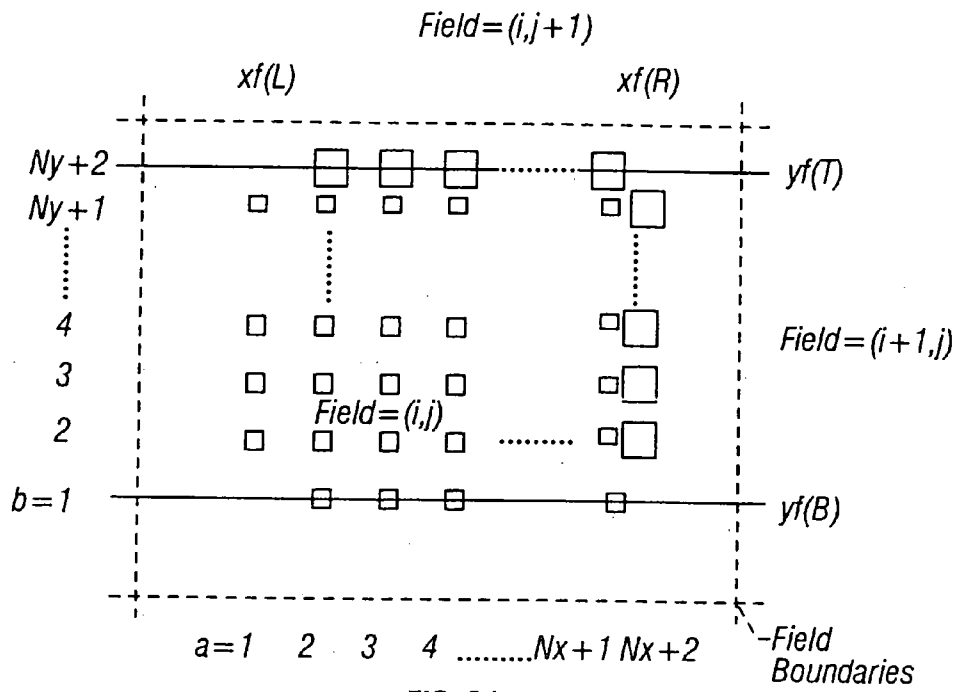 Field=(i,j+1)
xf(L) xf(R)
Ny+2 yf(T)
Ny+1
4 Field=(i+1,j)
3
Field=(i,j)
2
b=1 yf(B)
a=1 2 3 4 .........Nx+1 Nx+2
Field
Boundaries